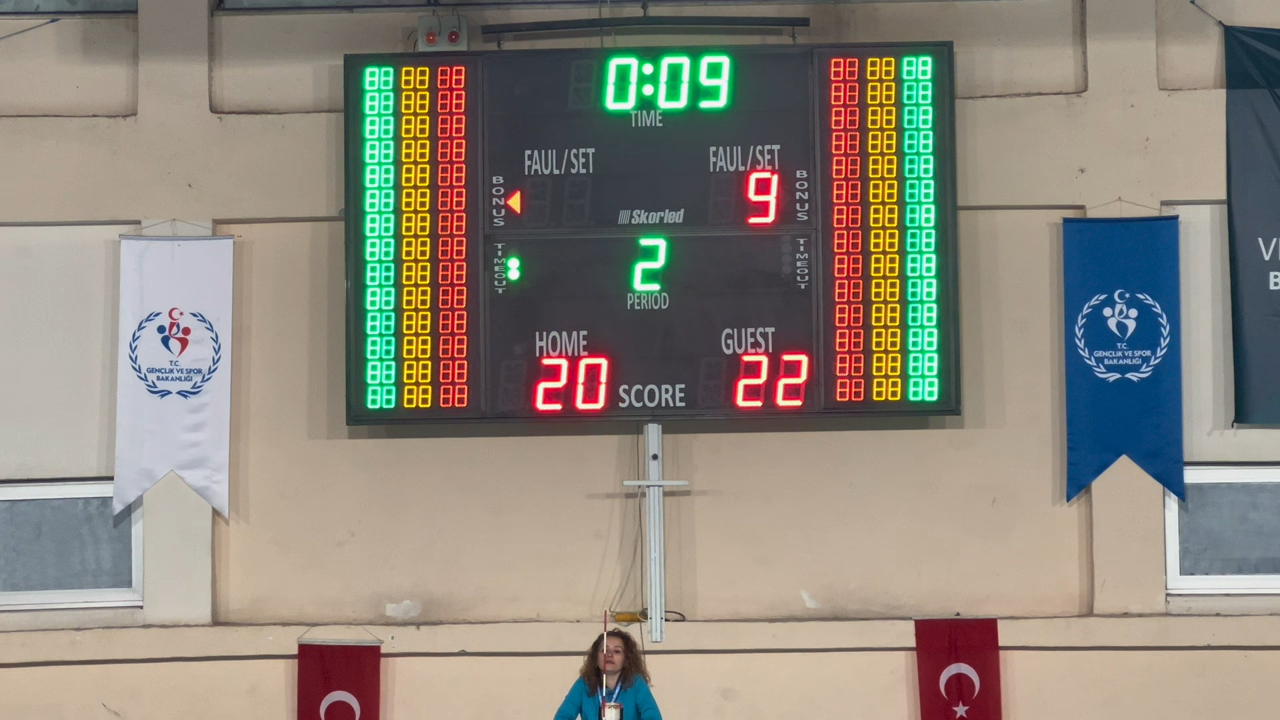 0:09
TIME
FAUL/SET
FAUL/SET
BONUS
9
BONUS
Skorled
TIMEOUT
2
TIMEOUT
PERIOD
HOME
GUEST
20
SCORE
22
T.C.
GENÇLİK VE SPOR
BAKANLIĞI
T.C.
GENÇLİK VE SPOR
BAKANLIĞI